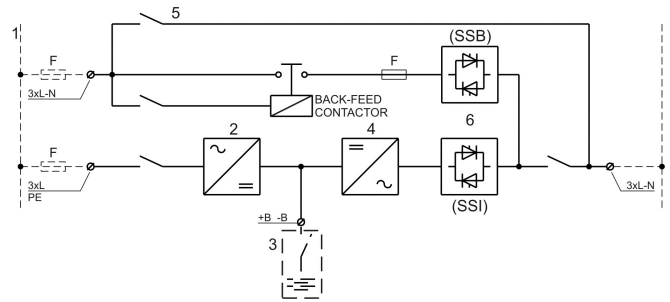 5
1
(SSB)
F
F
3xL-N
BACK-FEED
CONTACTOR
6
2
4
F
3xL
PE
(SSI)
3xL-N
+B -B
3